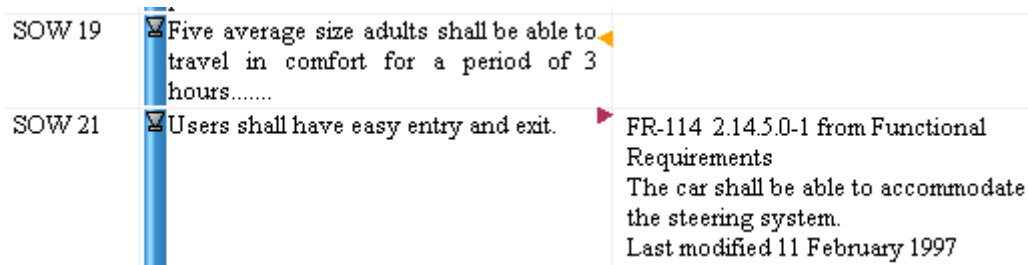 SOW 19
Five average size adults shall be able to
travel in comfort for a period of 3
hours.......
SOW 21
Users shall have easy entry and exit.
FR-114 2.14.5.0-1 from Functional
Requirements
The car shall be able to accommodate
the steering system.
Last modified 11 February 1997